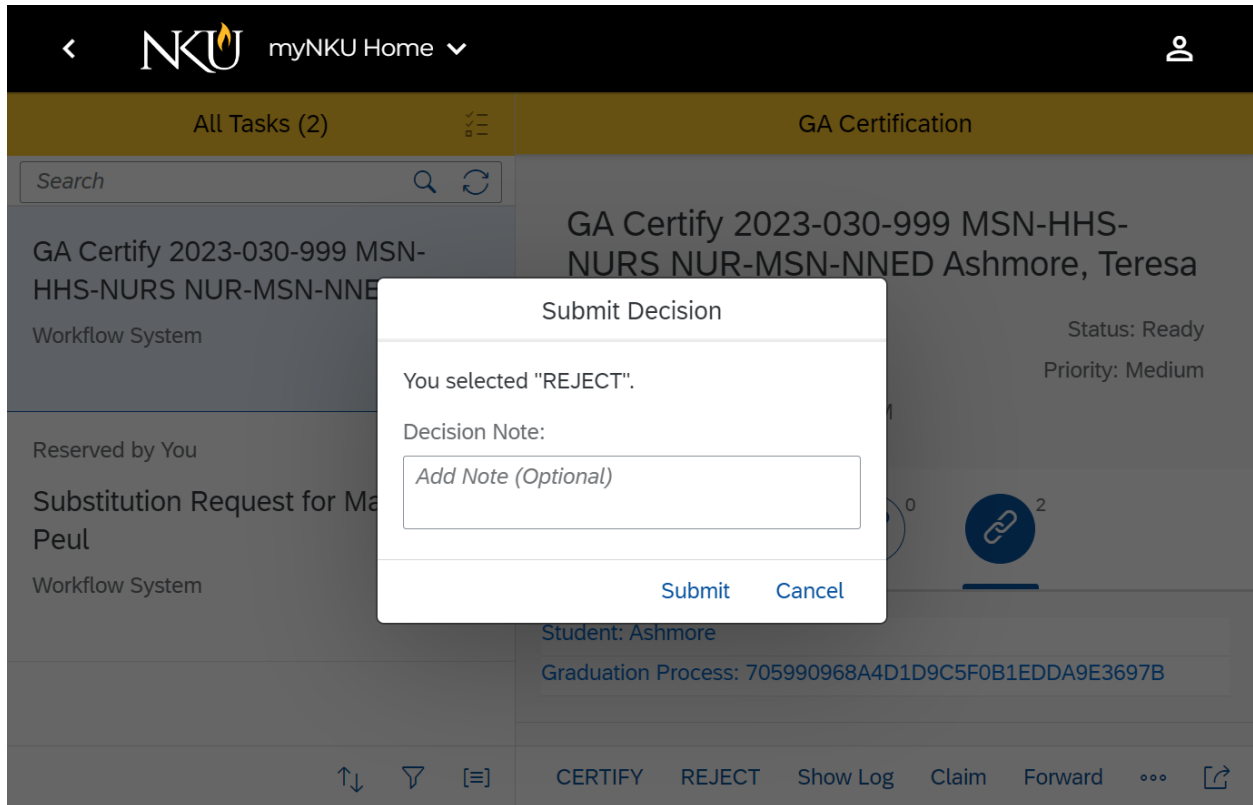 NKU myNKU Home
All Tasks (2)
Search
GA Certify 2023-030-999 MSN-
HHS-NURS NUR-MSN-NNE
Workflow System
Reserved by You
Substitution Request for Ma
Peul
Workflow System
GA Certification
GA Certify 2023-030-999 MSN-HHS-
NURS NUR-MSN-NNED Ashmore, Teresa
Status: Ready
Priority: Medium
0
2
Student: Ashmore
Graduation Process: 705990968A4D1D9C5F0B1EDDA9E3697B
CERTIFY REJECT Show Log Claim Forward
Submit Decision
You selected "REJECT".
Decision Note:
Add Note (Optional)
Submit Cancel